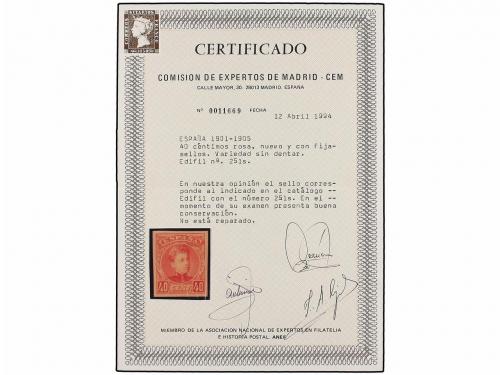 CERTIFICADO
COMISION DE EXPERTOS DE MADRID - CEM
CALLE MAYOR, 30. 28013 MADRID. ESPAÑA
Nº 0011669 FECHA 12 Abril 1994
ESPAÑA 1901-1905
40 céntimos rosa, nuevo y con fija-
sellos. Variedad sin dentar.
Edifil nº. 251s.
En nuestra opinión el sello corres-
ponde al indicado en el catálogo --
Edifil con el número 251s. En el mo-
momento de su examen presenta buena
conservación.
No está reparado.
40 40
MIEMBRO DE LA ASOCIACION NACIONAL DE EXPERTOS EN FILATELIA
E HISTORIA POSTAL. ANEF